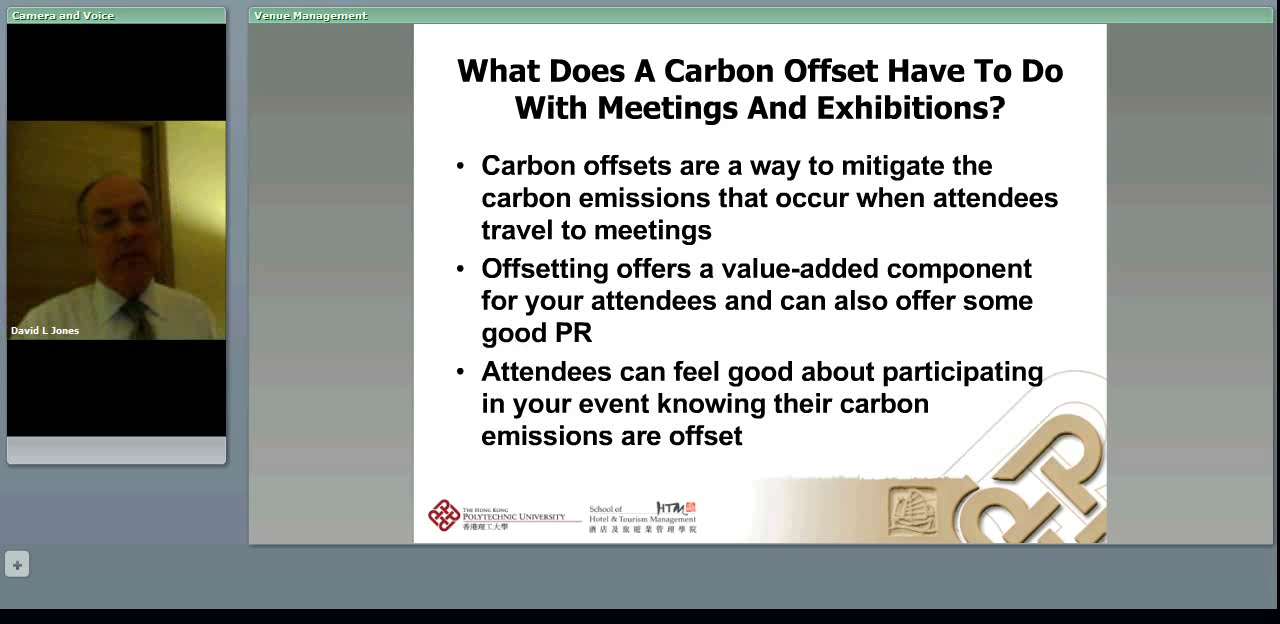 Camera and Voice
Venue Management
What Does A Carbon Offset Have To Do
With Meetings And Exhibitions?
• Carbon offsets are a way to mitigate the
carbon emissions that occur when attendees
travel to meetings
• Offsetting offers a value-added component
for your attendees and can also offer some
good PR
• Attendees can feel good about participating
in your event knowing their carbon
emissions are offset
David L Jones
THE HONG KONG
POLYTECHNIC UNIVERSITY
香港理工大學
School of HTM
Hotel & Tourism Management
酒店及旅遊業管理學院